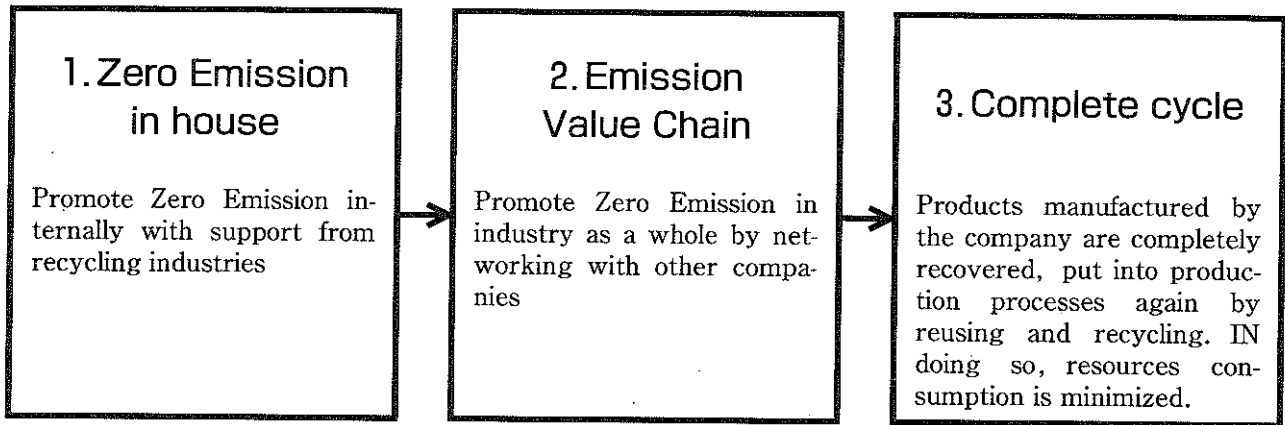 1. Zero Emission
in house
Promote Zero Emission in-
ternally with support from
recycling industries
2. Emission
Value Chain
Promote Zero Emission in
industry as a whole by net-
working with other compa-
nies
3. Complete cycle
Products manufactured by
the company are completely
recovered, put into produc-
tion processes again by
reusing and recycling. IN
doing so, resources con-
sumption is minimized.